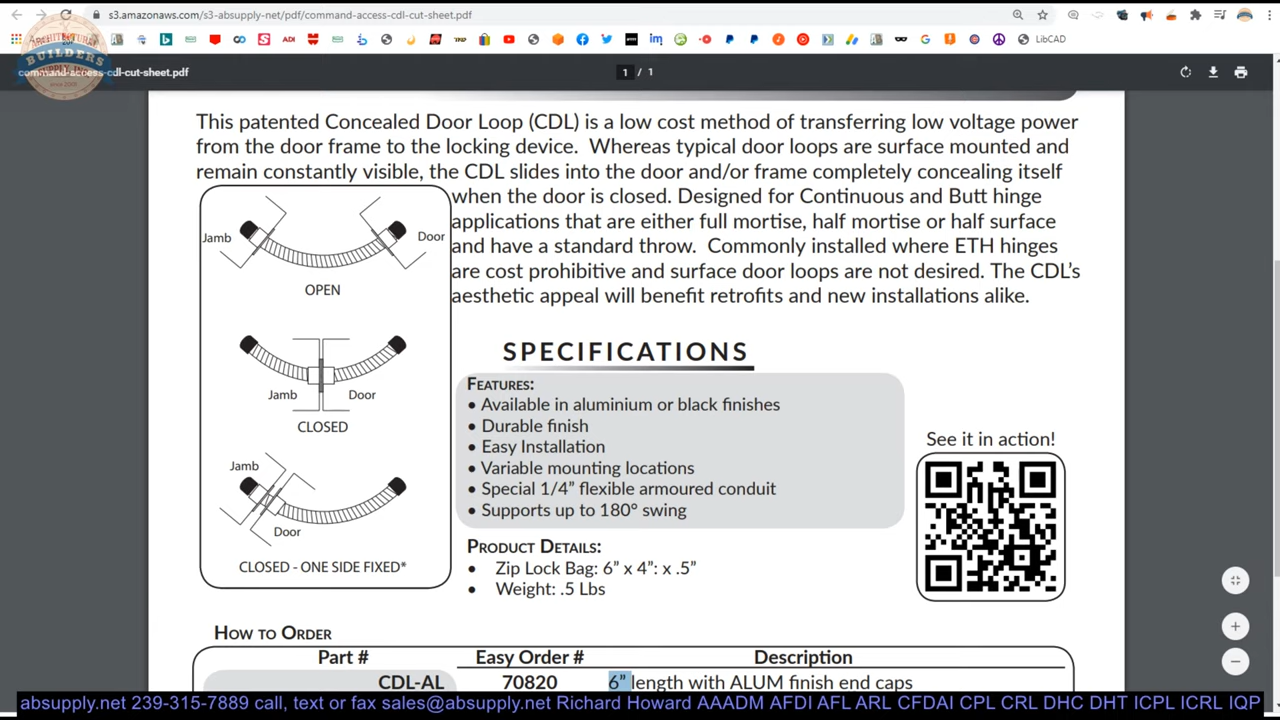 s3.amazonaws.com/s3-absupply-net/pdf/command-access-cdl-cut-sheet.pdf
LibCAD
ARCHITECTURAL
BUILDERS
SUPPLY, INC.
since 2005
command-access-cdl-cut-sheet.pdf
1 / 1
This patented Concealed Door Loop (CDL) is a low cost method of transferring low voltage power
from the door frame to the locking device. Whereas typical door loops are surface mounted and
remain constantly visible, the CDL slides into the door and/or frame completely concealing itself
when the door is closed. Designed for Continuous and Butt hinge
applications that are either full mortise, half mortise or half surface
and have a standard throw. Commonly installed where ETH hinges
are cost prohibitive and surface door loops are not desired. The CDL’s
aesthetic appeal will benefit retrofits and new installations alike.
Jamb
Door
OPEN
Jamb
Door
CLOSED
Jamb
Door
CLOSED - ONE SIDE FIXED*
SPECIFICATIONS
FEATURES:
• Available in aluminium or black finishes
• Durable finish
• Easy Installation
• Variable mounting locations
• Special 1/4” flexible armoured conduit
• Supports up to 180° swing
See it in action!
PRODUCT DETAILS:
• Zip Lock Bag: 6” x 4”: x .5”
• Weight: .5 Lbs
HOW TO ORDER
Part # Easy Order # Description
CDL-AL 70820 6” length with ALUM finish end caps
absupply.net 239-315-7889 call, text or fax sales@absupply.net Richard Howard AAADM AFDI AFL ARL CFDAI CPL CRL DHC DHT ICPL ICRL IQP